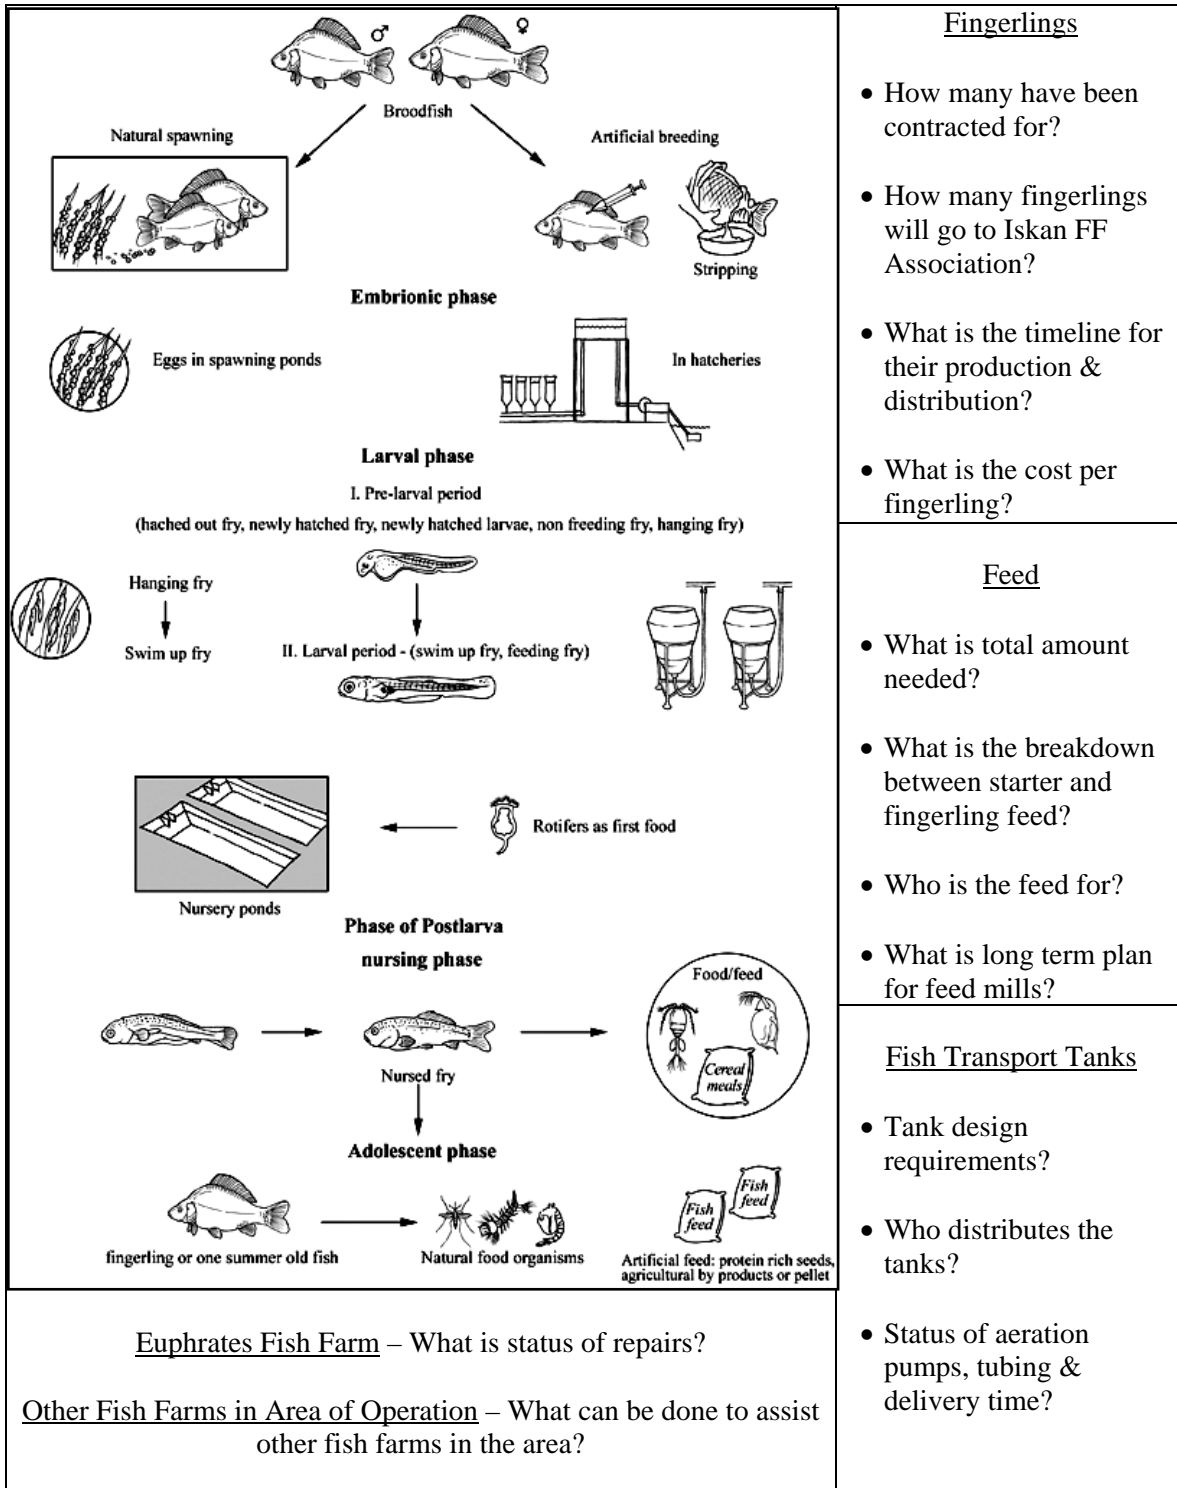 ♂
♀
Broodfish
Natural spawning
Artificial breeding
Stripping
Embrionic phase
Eggs in spawning ponds
In hatcheries
Larval phase
I. Pre-larval period
(hached out fry, newly hatched fry, newly hatched larvae, non freeding fry, hanging fry)
Hanging fry
Swim up fry
II. Larval period - (swim up fry, feeding fry)
Rotifers as first food
Nursery ponds
Phase of Postlarva
nursing phase
Food/feed
Cereal
meals
Nursed fry
Adolescent phase
Fish
feed
Fish
feed
fingerling or one summer old fish
Natural food organisms
Artificial feed: protein rich seeds,
agricultural by products or pellet
Euphrates Fish Farm – What is status of repairs?
Other Fish Farms in Area of Operation – What can be done to assist
other fish farms in the area?
Fingerlings
• How many have been
contracted for?
• How many fingerlings
will go to Iskan FF
Association?
• What is the timeline for
their production &
distribution?
• What is the cost per
fingerling?
Feed
• What is total amount
needed?
• What is the breakdown
between starter and
fingerling feed?
• Who is the feed for?
• What is long term plan
for feed mills?
Fish Transport Tanks
• Tank design
requirements?
• Who distributes the
tanks?
• Status of aeration
pumps, tubing &
delivery time?